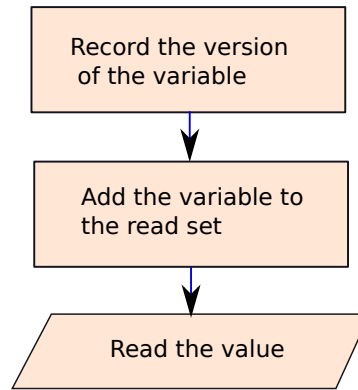 Record the version
of the variable
Add the variable to
the read set
Read the value